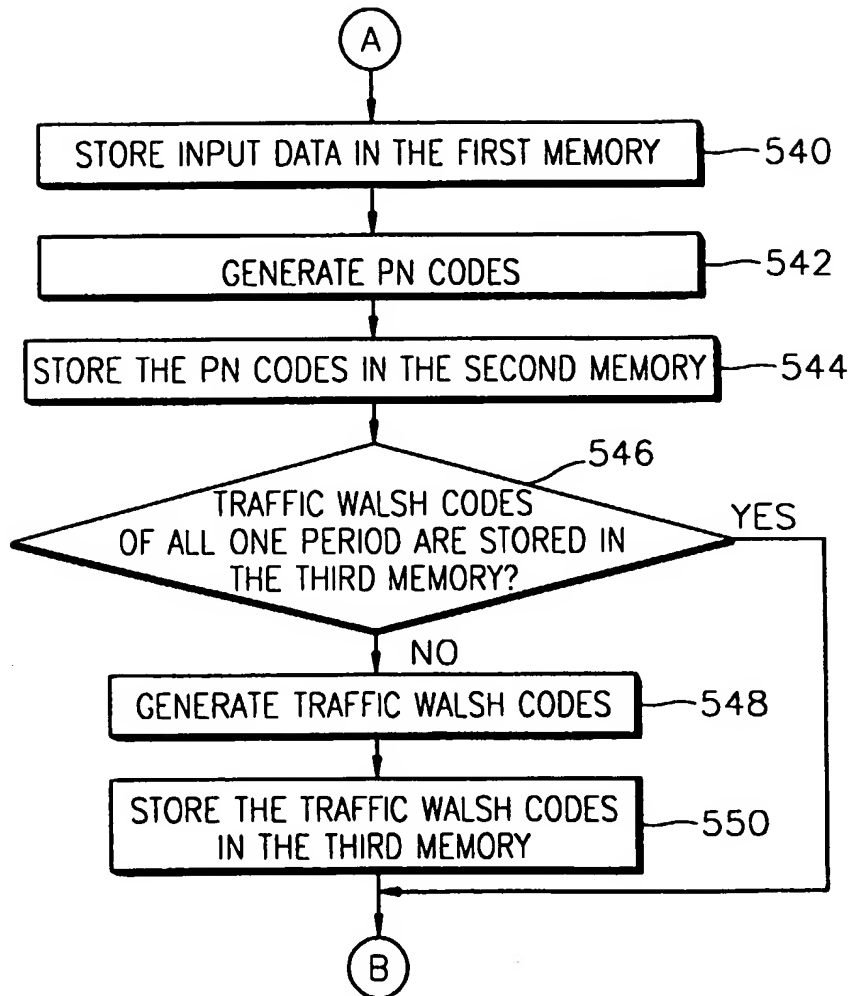 A
STORE INPUT DATA IN THE FIRST MEMORY
540
GENERATE PN CODES
542
STORE THE PN CODES IN THE SECOND MEMORY
544
546
TRAFFIC WALSH CODES
OF ALL ONE PERIOD ARE STORED IN
THE THIRD MEMORY?
YES
NO
GENERATE TRAFFIC WALSH CODES
548
STORE THE TRAFFIC WALSH CODES
IN THE THIRD MEMORY
550
B